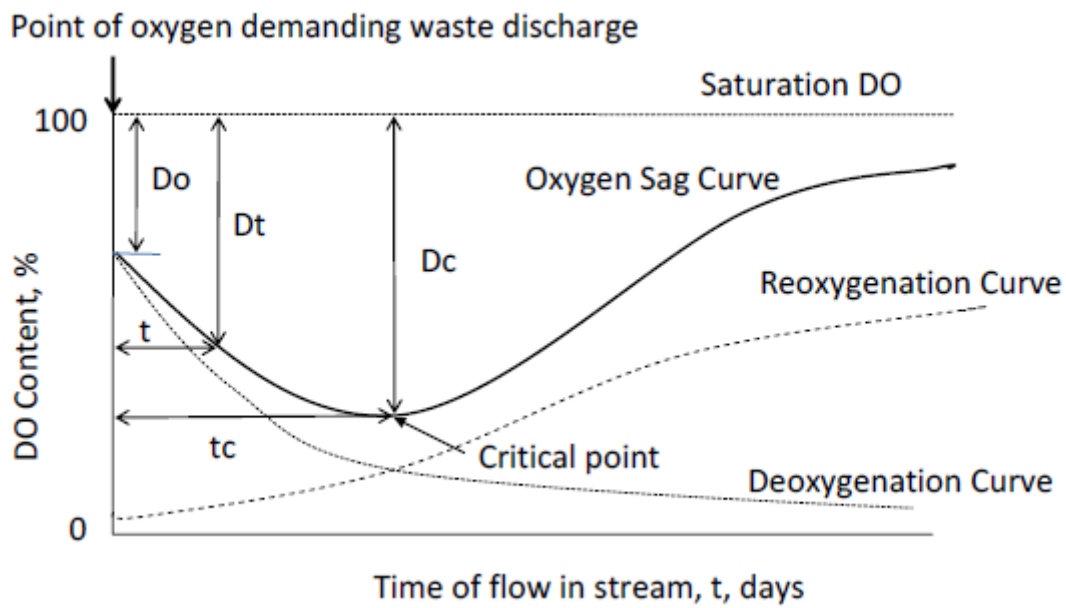 Point of oxygen demanding waste discharge
Saturation DO
100
Do
Oxygen Sag Curve
Dt
Dc
Reoxygenation Curve
t
DO Content, %
tc
Critical point
Deoxygenation Curve
0
Time of flow in stream, t, days